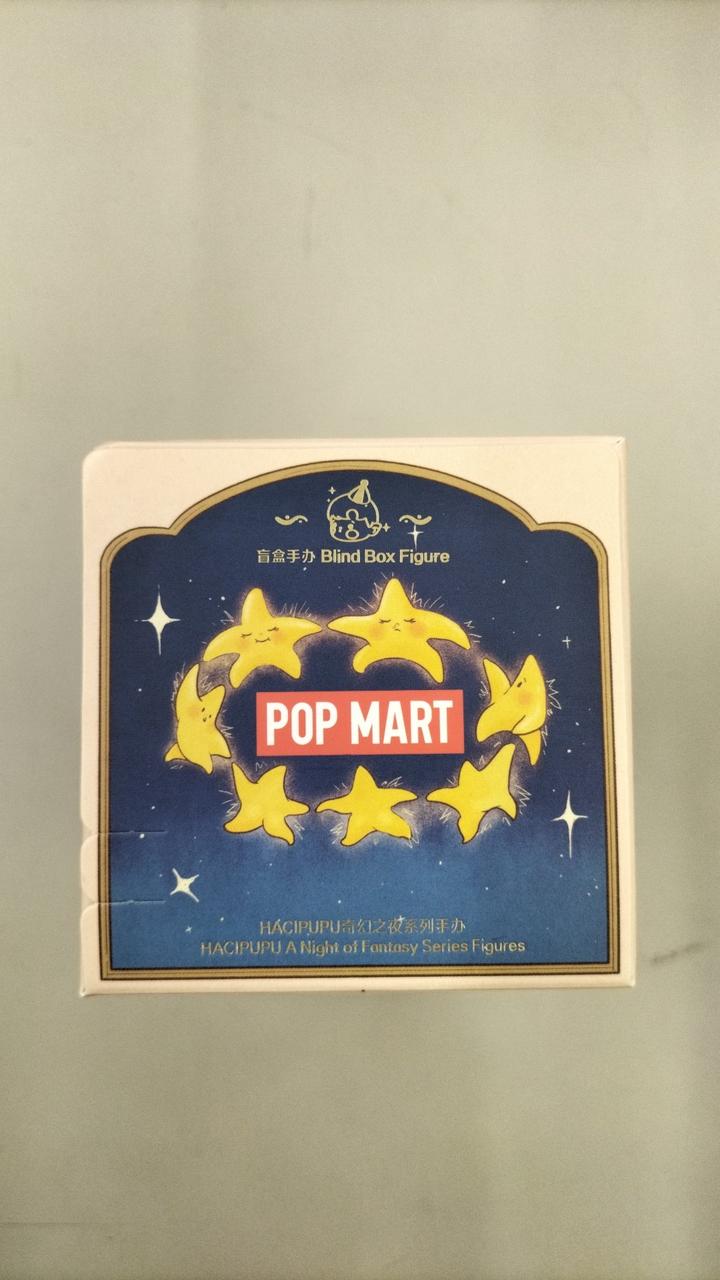 盲盒手办 Blind Box Figure
POP MART
HACIPUPU奇幻之夜系列手办
HACIPUPU A Night of Fantasy Series Figures